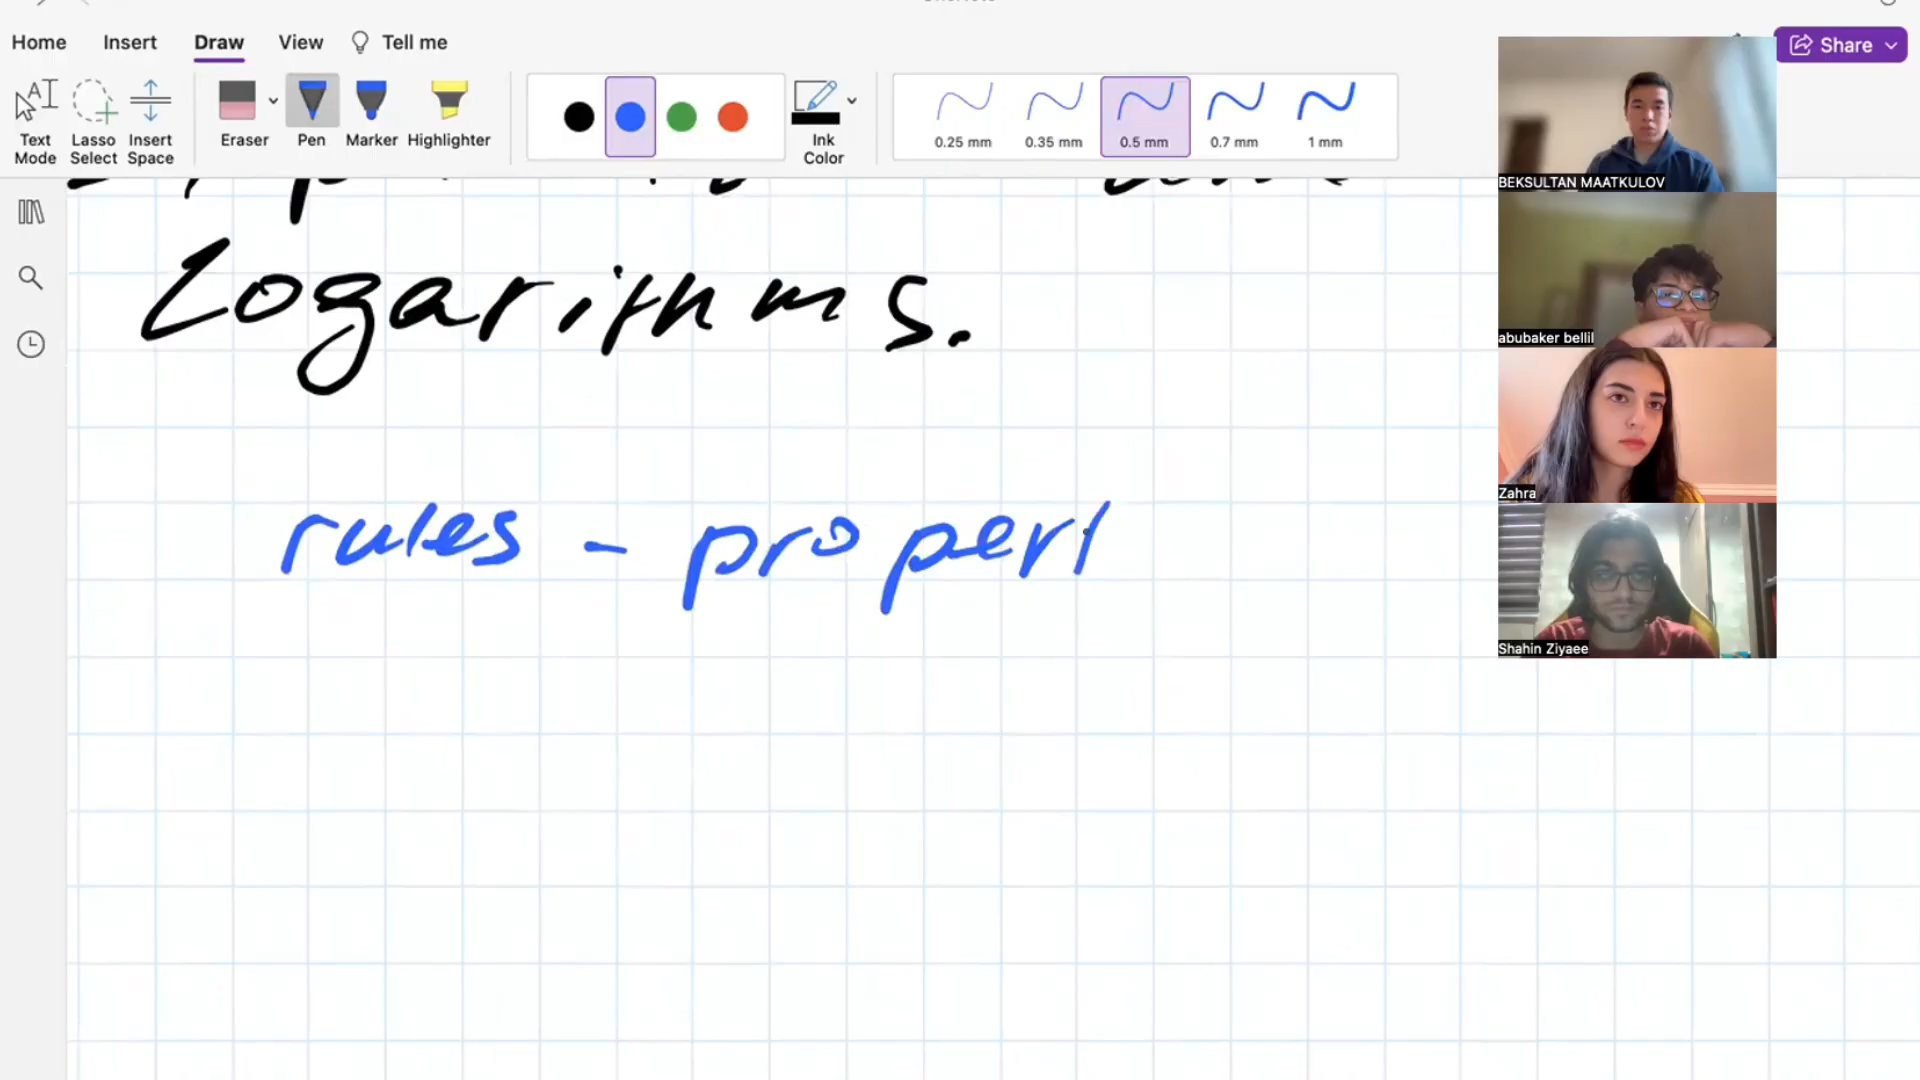 Home Insert Draw View Tell me
Share
Text Mode
Lasso Select
Insert Space
Eraser
Pen
Marker
Highlighter
Ink Color
0.25 mm
0.35 mm
0.5 mm
0.7 mm
1 mm
Logarithms.
rules - properl
BEKSULTAN MAATKULOV
abubaker bellil
Zahra
Shahin Ziyaee